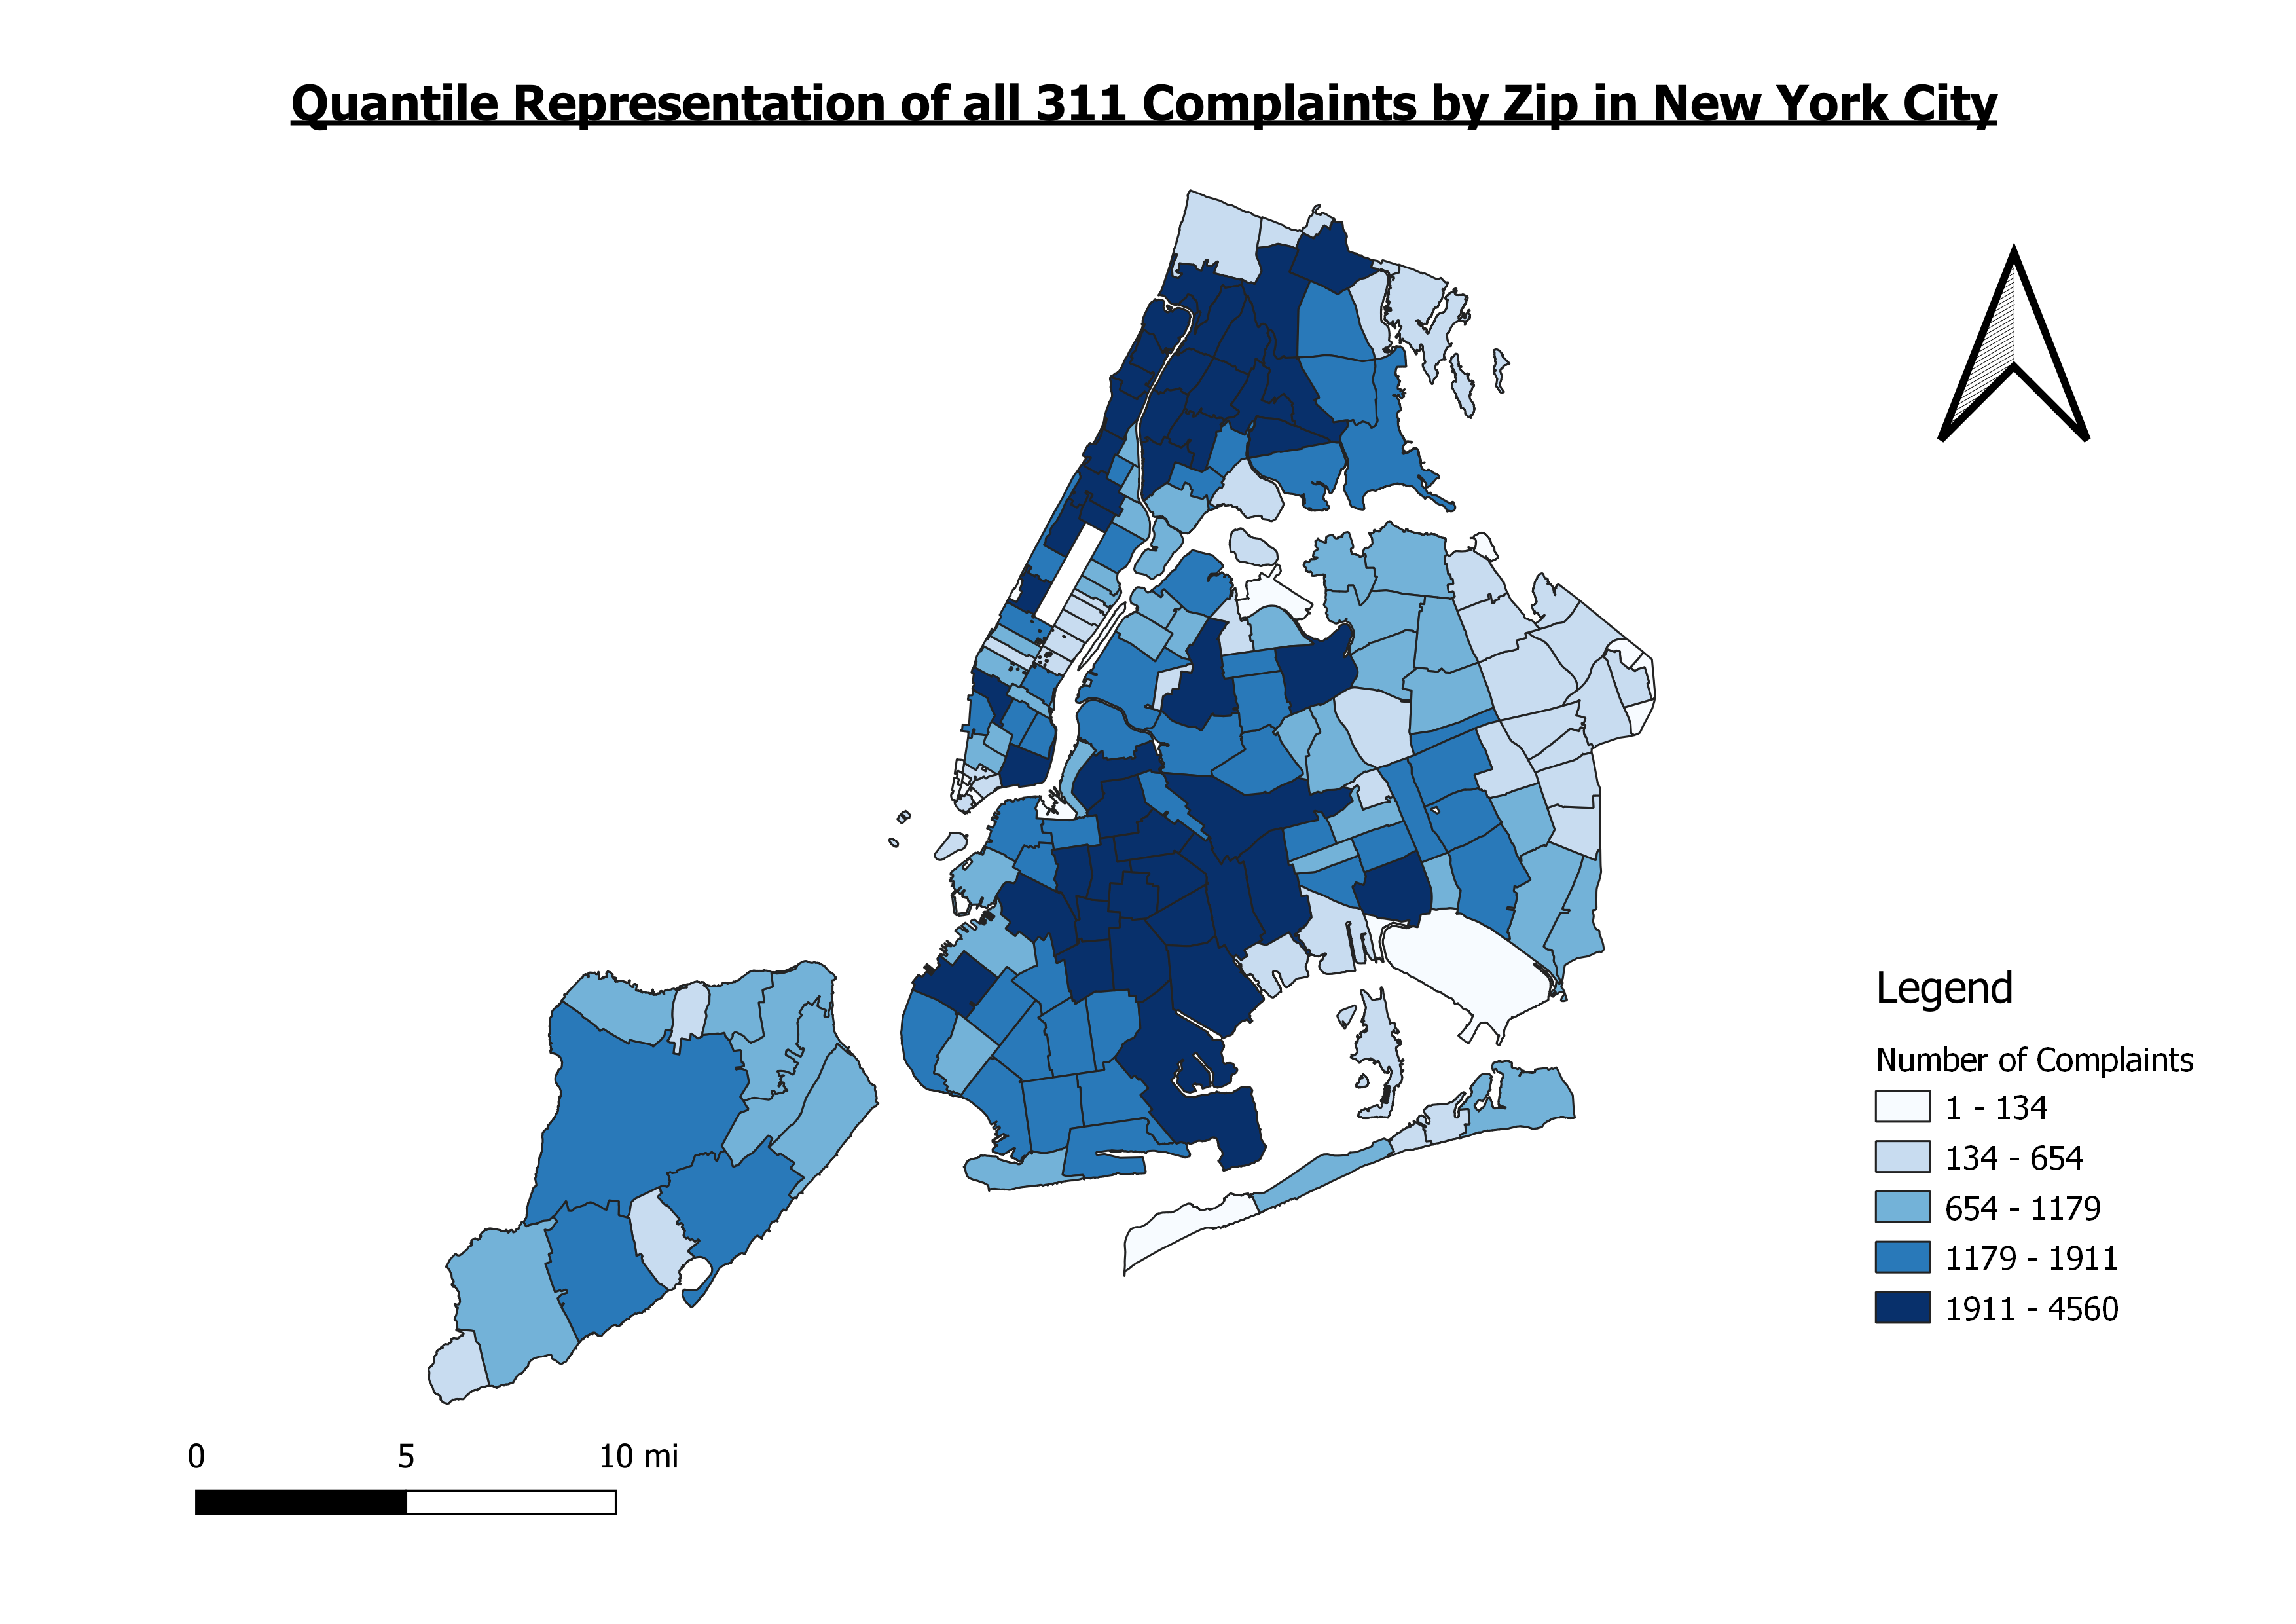 Quantile Representation of all 311 Complaints by Zip in New York City
Legend
Number of Complaints
1 - 134
134 - 654
654 - 1179
1179 - 1911
1911 - 4560
0 5 10 mi